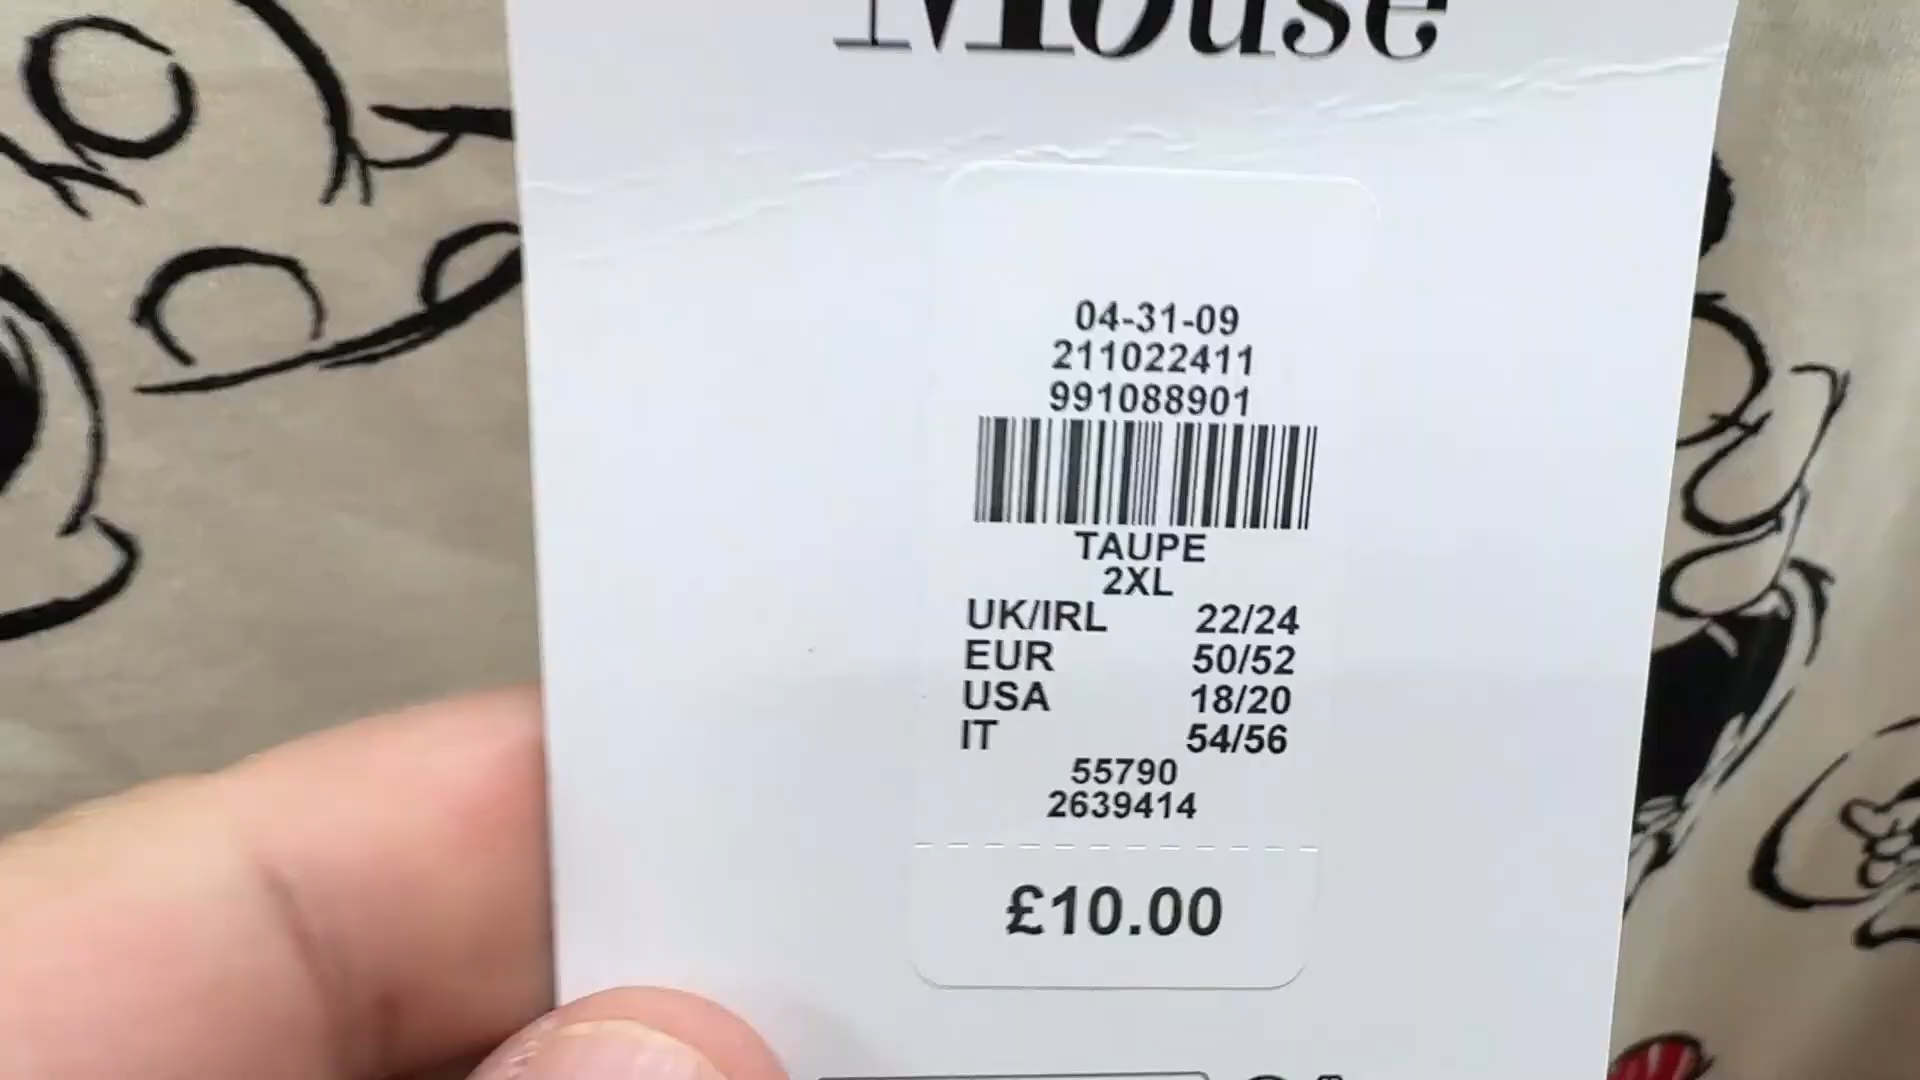 Mouse
04-31-09
211022411
991088901
TAUPE
2XL
UK/IRL 22/24
EUR 50/52
USA 18/20
IT 54/56
55790
2639414
£10.00